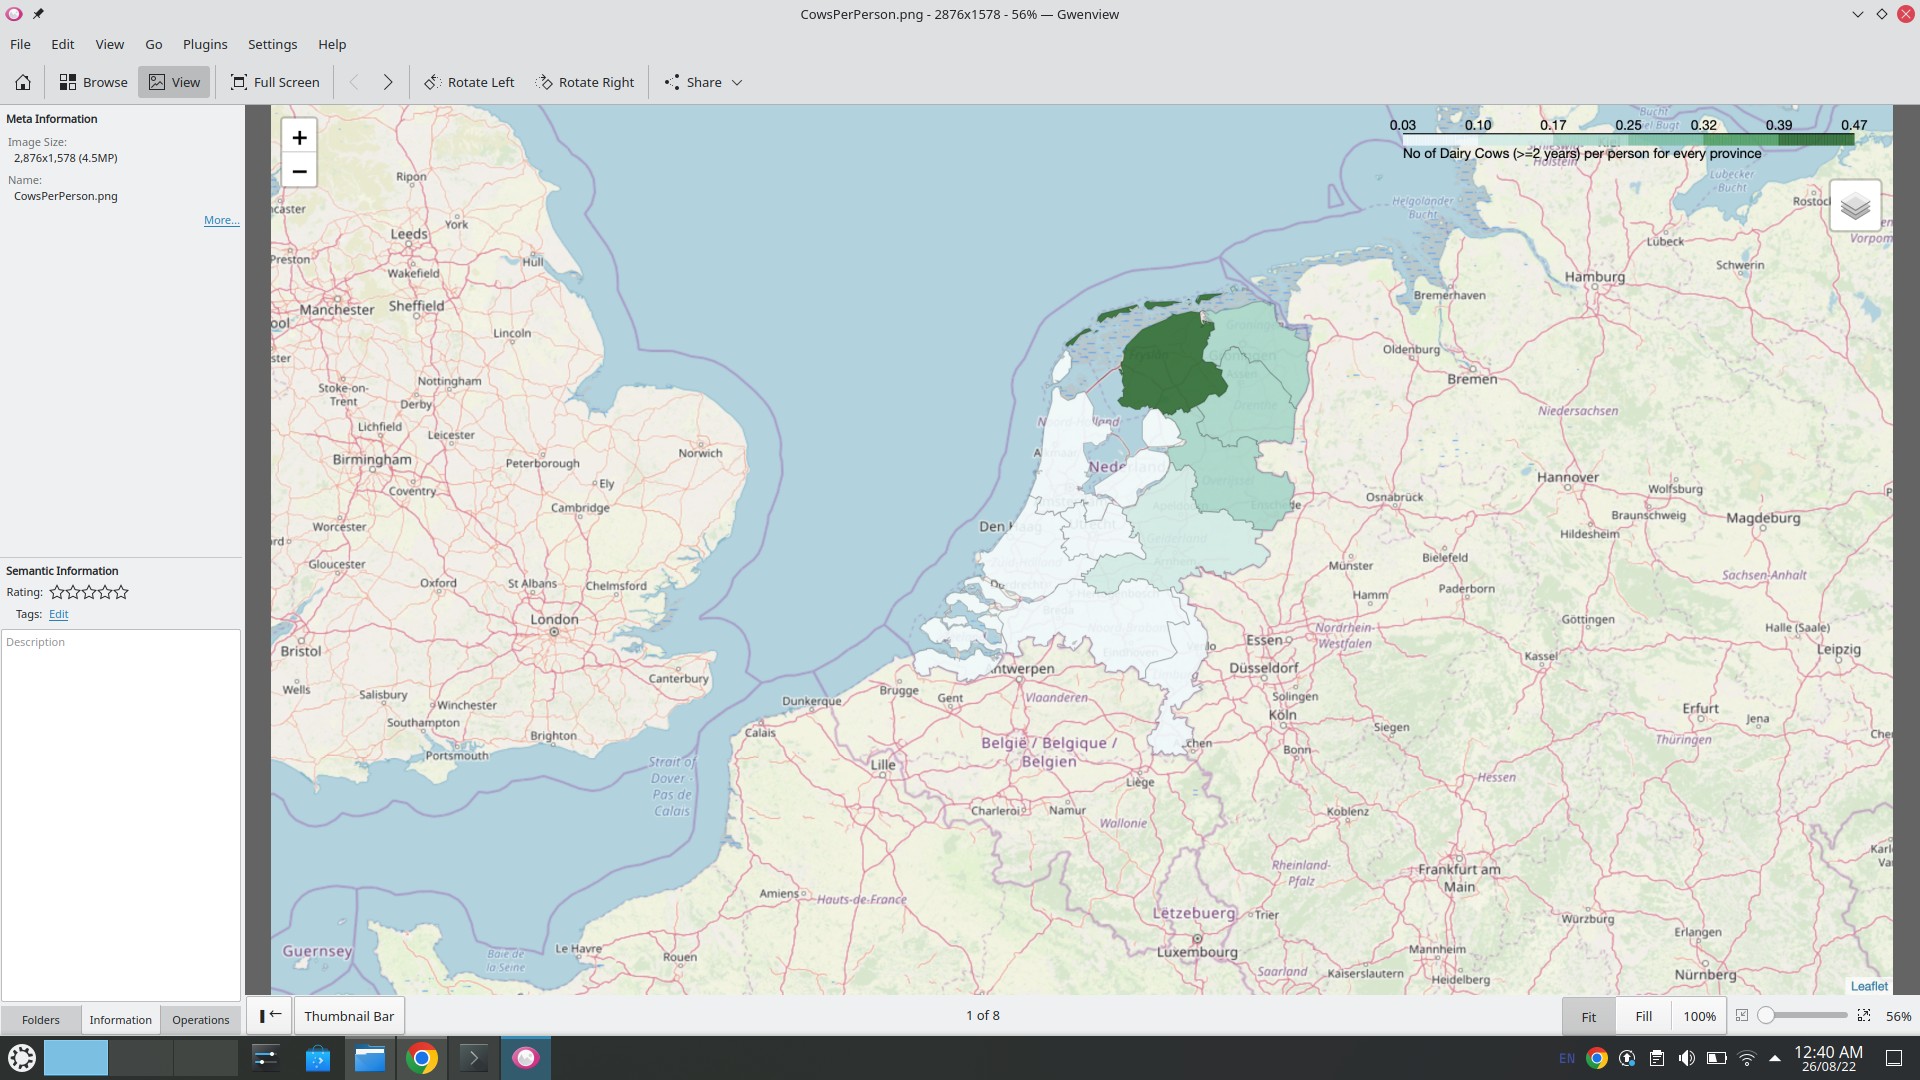 CowsPerPerson.png - 2876x1578 - 56% — Gwenview
File Edit View Go Plugins Settings Help
Browse View Full Screen Rotate Left Rotate Right Share
Meta Information
Image Size:
2,876x1,578 (4.5MP)
Name:
CowsPerPerson.png
More...
Semantic Information
Rating:
Tags: Edit
Description
Folders Information Operations
+
−
0.03 0.10 0.17 0.25 0.32 0.39 0.47
No of Dairy Cows (>=2 years) per person for every province
Ripon
York
Leeds
Preston
Hull
Wakefield
Manchester
Sheffield
Lincoln
Stoke-on-
Trent
Nottingham
Derby
Lichfield
Leicester
Birmingham
Peterborough
Norwich
Ely
Coventry
Cambridge
Worcester
Gloucester
Oxford
St Albans
Chelmsford
London
Bristol
Wells
Salisbury
Winchester
Canterbury
Southampton
Portsmouth
Brighton
Strait of
Dover -
Pas de
Calais
Guernsey
Baie de
la Seine
Le Havre
Rouen
Amiens
Hauts-de-France
Calais
Dunkerque
Lille
Brugge
Gent
Vlaanderen
België / Belgique /
Belgien
Charleroi
Namur
Liège
Wallonie
Lëtzebuerg
Luxembourg
Trier
Saarland
Kaiserslautern
Mannheim
Heidelberg
Nederland
Noord-Holland
Utrecht
Drenthe
Overijssel
Gelderland
Breda
Eindhoven
Helgolander
Bucht
Lübecker
Bucht
Lübeck
Hamburg
Schwerin
Bremerhaven
Oldenburg
Bremen
Niedersachsen
Hannover
Wolfsburg
Osnabrück
Braunschweig
Magdeburg
Hildesheim
Münster
Bielefeld
Paderborn
Sachsen-Anhalt
Hamm
Göttingen
Essen
Nordrhein-
Westfalen
Halle (Saale)
Leipzig
Kassel
Düsseldorf
Solingen
Köln
Siegen
Erfurt
Jena
Bonn
Thüringen
Hessen
Koblenz
Rheinland-
Pfalz
Frankfurt am
Main
Würzburg
Erlangen
Nürnberg
Leaflet
Thumbnail Bar
1 of 8
Fit Fill 100% 56%
EN
12:40 AM
26/08/22